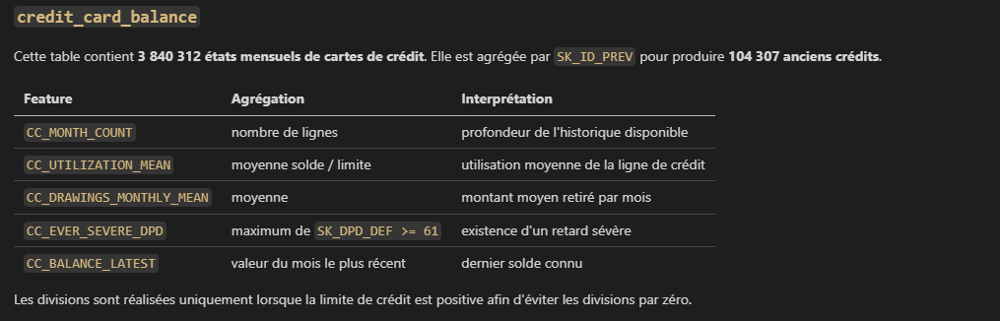 credit_card_balance
Cette table contient 3 840 312 états mensuels de cartes de crédit. Elle est agrégée par SK_ID_PREV pour produire 104 307 anciens crédits.
Feature Agrégation Interprétation
CC_MONTH_COUNT nombre de lignes profondeur de l'historique disponible
CC_UTILIZATION_MEAN moyenne solde / limite utilisation moyenne de la ligne de crédit
CC_DRAWINGS_MONTHLY_MEAN moyenne montant moyen retiré par mois
CC_EVER_SEVERE_DPD maximum de SK_DPD_DEF >= 61 existence d'un retard sévère
CC_BALANCE_LATEST valeur du mois le plus récent dernier solde connu
Les divisions sont réalisées uniquement lorsque la limite de crédit est positive afin d'éviter les divisions par zéro.